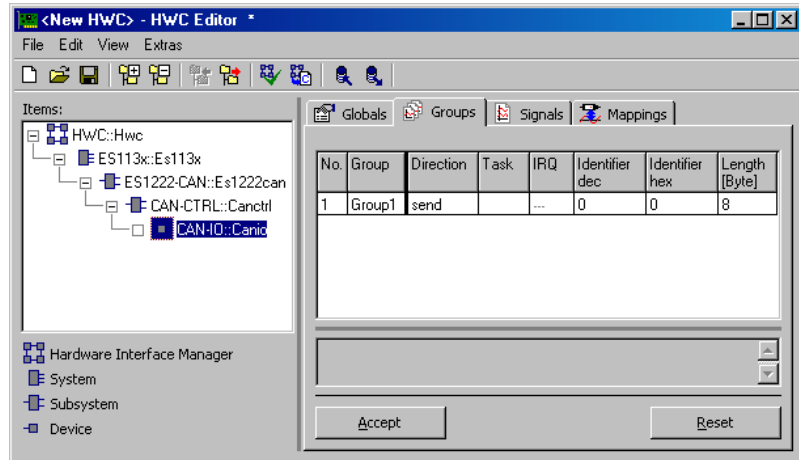 <New HWC> - HWC Editor *
File Edit View Extras
Items:
HWC::Hwc
ES113x::Es113x
ES1222-CAN::Es1222can
CAN-CTRL::Canctrl
CAN-IO::Canio
Hardware Interface Manager
System
Subsystem
Device
Globals Groups Signals Mappings
No. Group Direction Task IRQ Identifier dec Identifier hex Length [Byte]
1 Group1 send --- 0 0 8
Accept Reset